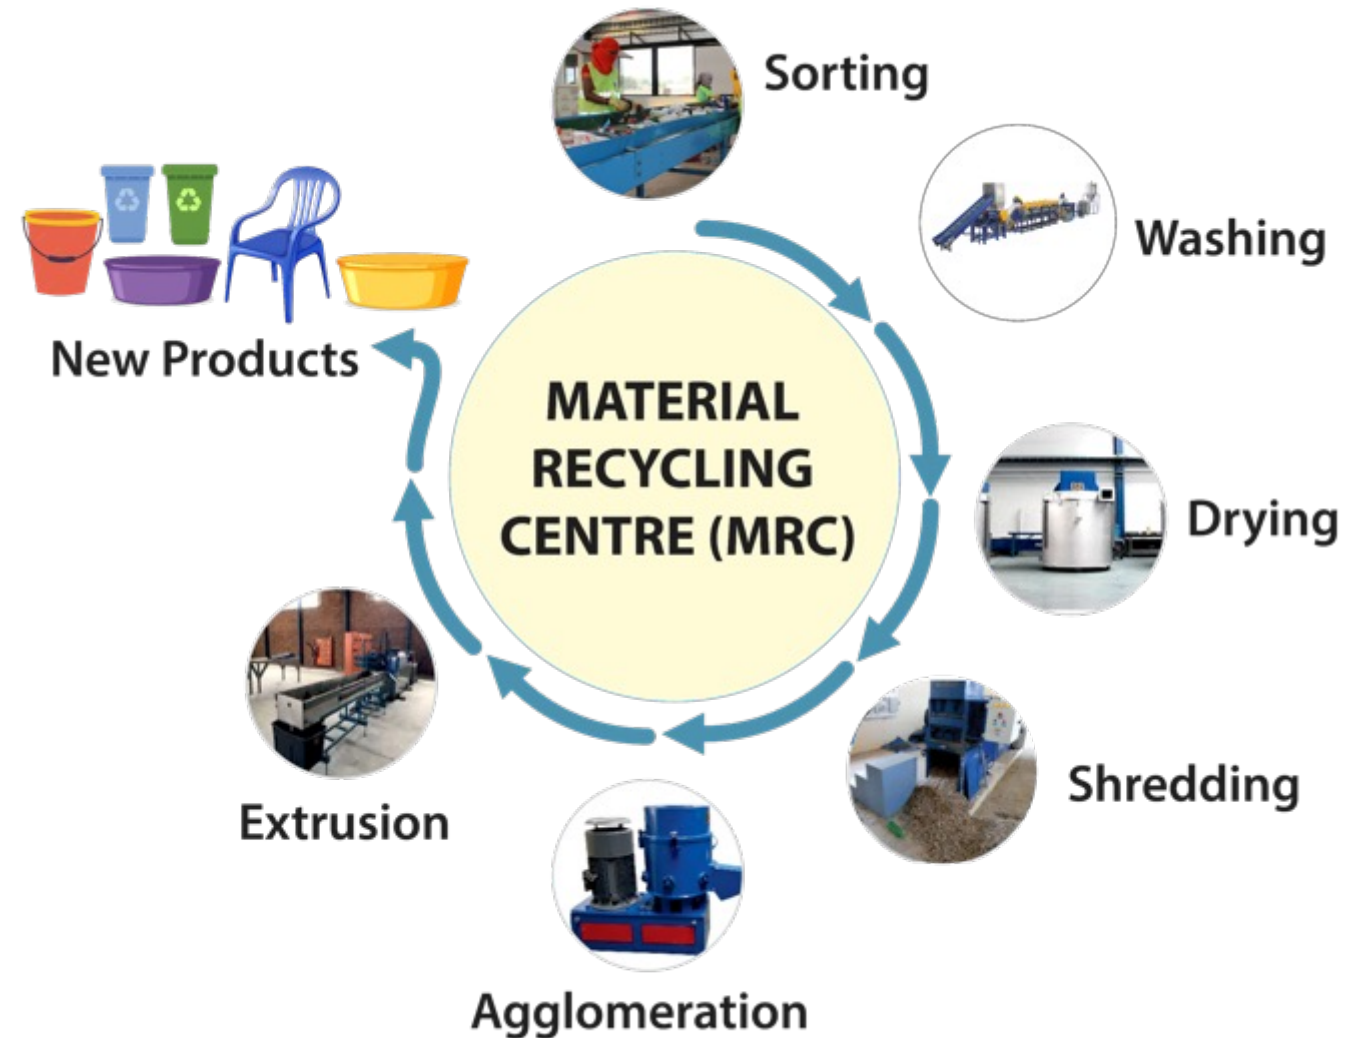 Sorting
Washing
Drying
Shredding
Agglomeration
Extrusion
New Products
MATERIAL
RECYCLING
CENTRE (MRC)